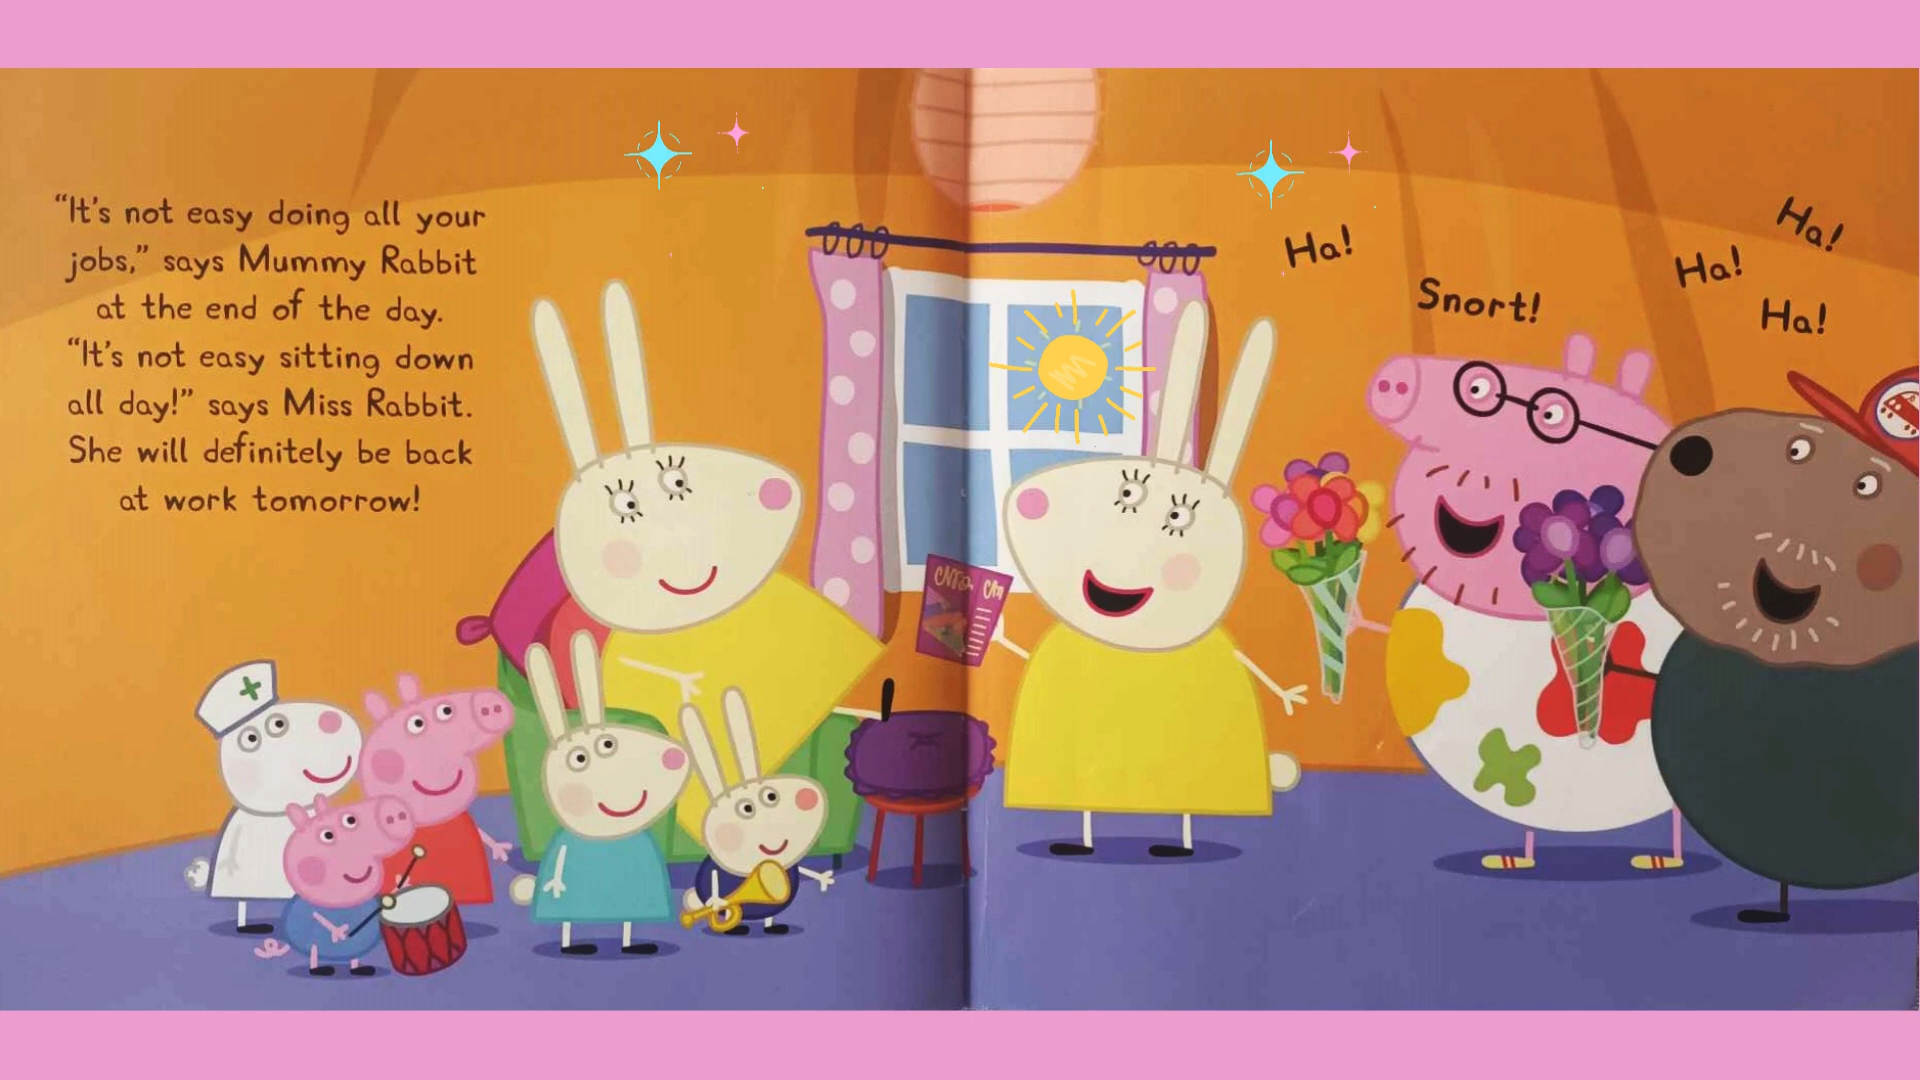 “It’s not easy doing all your
jobs,” says Mummy Rabbit
at the end of the day.
“It’s not easy sitting down
all day!” says Miss Rabbit.
She will definitely be back
at work tomorrow!
Ha!
Snort!
Ha!
Ha!
Ha!